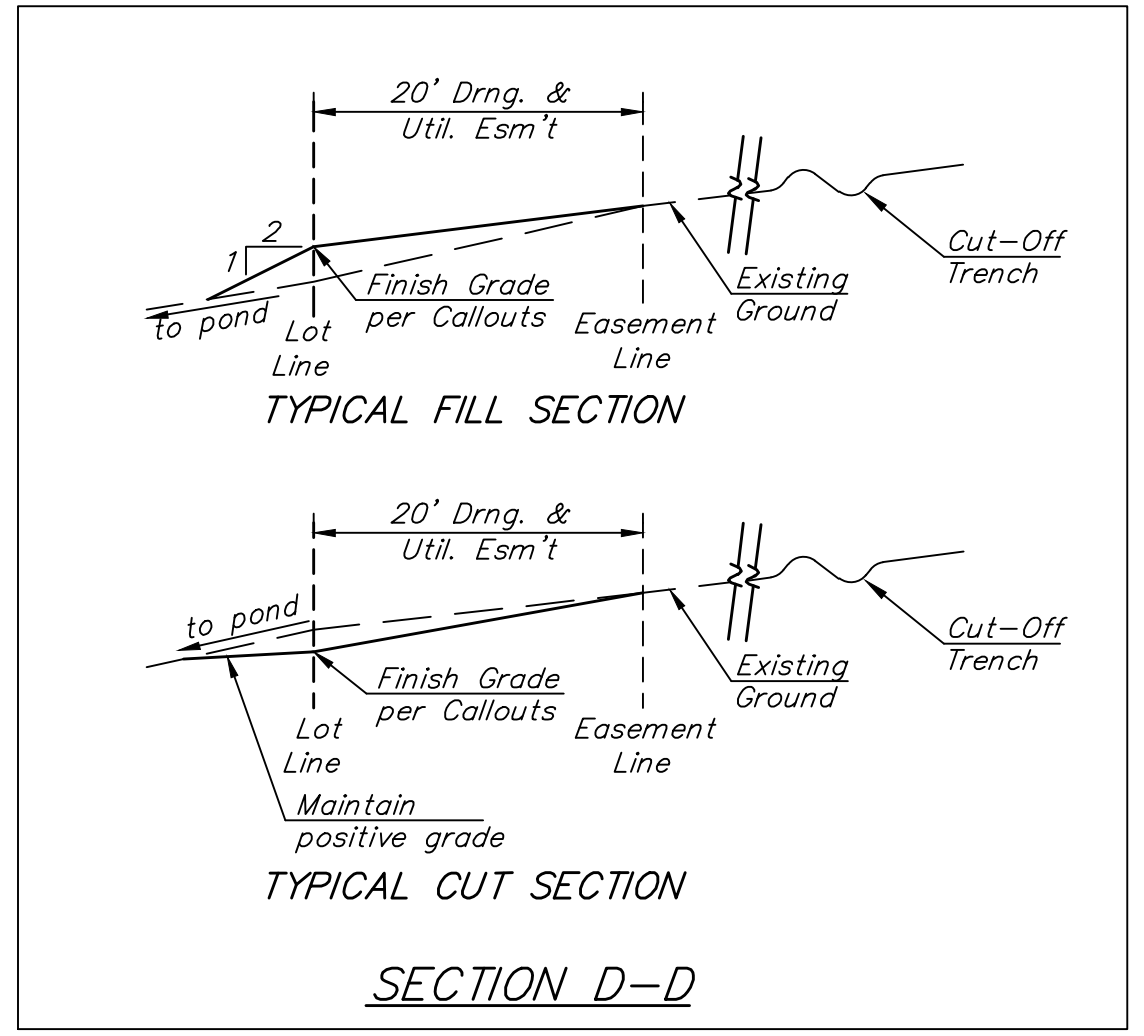 20' Drng. &
Util. Esm't
2
1
Cut-Off
Trench
Finish Grade
per Callouts
Existing
Ground
to pond
Lot
Line
Easement
Line
TYPICAL FILL SECTION
20' Drng. &
Util. Esm't
to pond
Cut-Off
Trench
Finish Grade
per Callouts
Existing
Ground
Lot
Line
Easement
Line
Maintain
positive grade
TYPICAL CUT SECTION
SECTION D-D